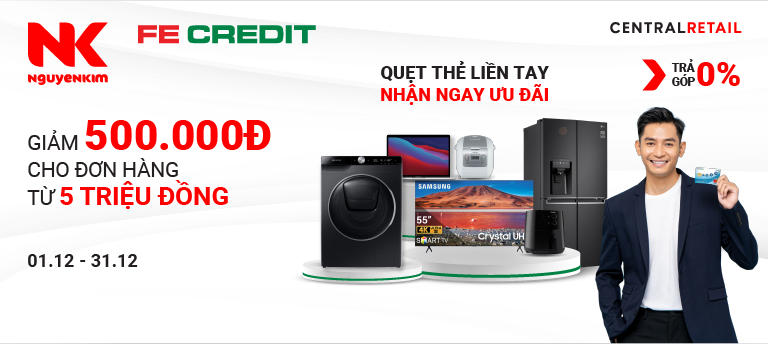 NK
NGUYENKIM
FE CREDIT
CENTRALRETAIL
QUẸT THẺ LIỀN TAY
NHẬN NGAY ƯU ĐÃI
TRẢ
GÓP 0%
GIẢM 500.000Đ
CHO ĐƠN HÀNG
TỪ 5 TRIỆU ĐỒNG
01.12 - 31.12
SAMSUNG
55"
4K
SMART TV
Crystal UH